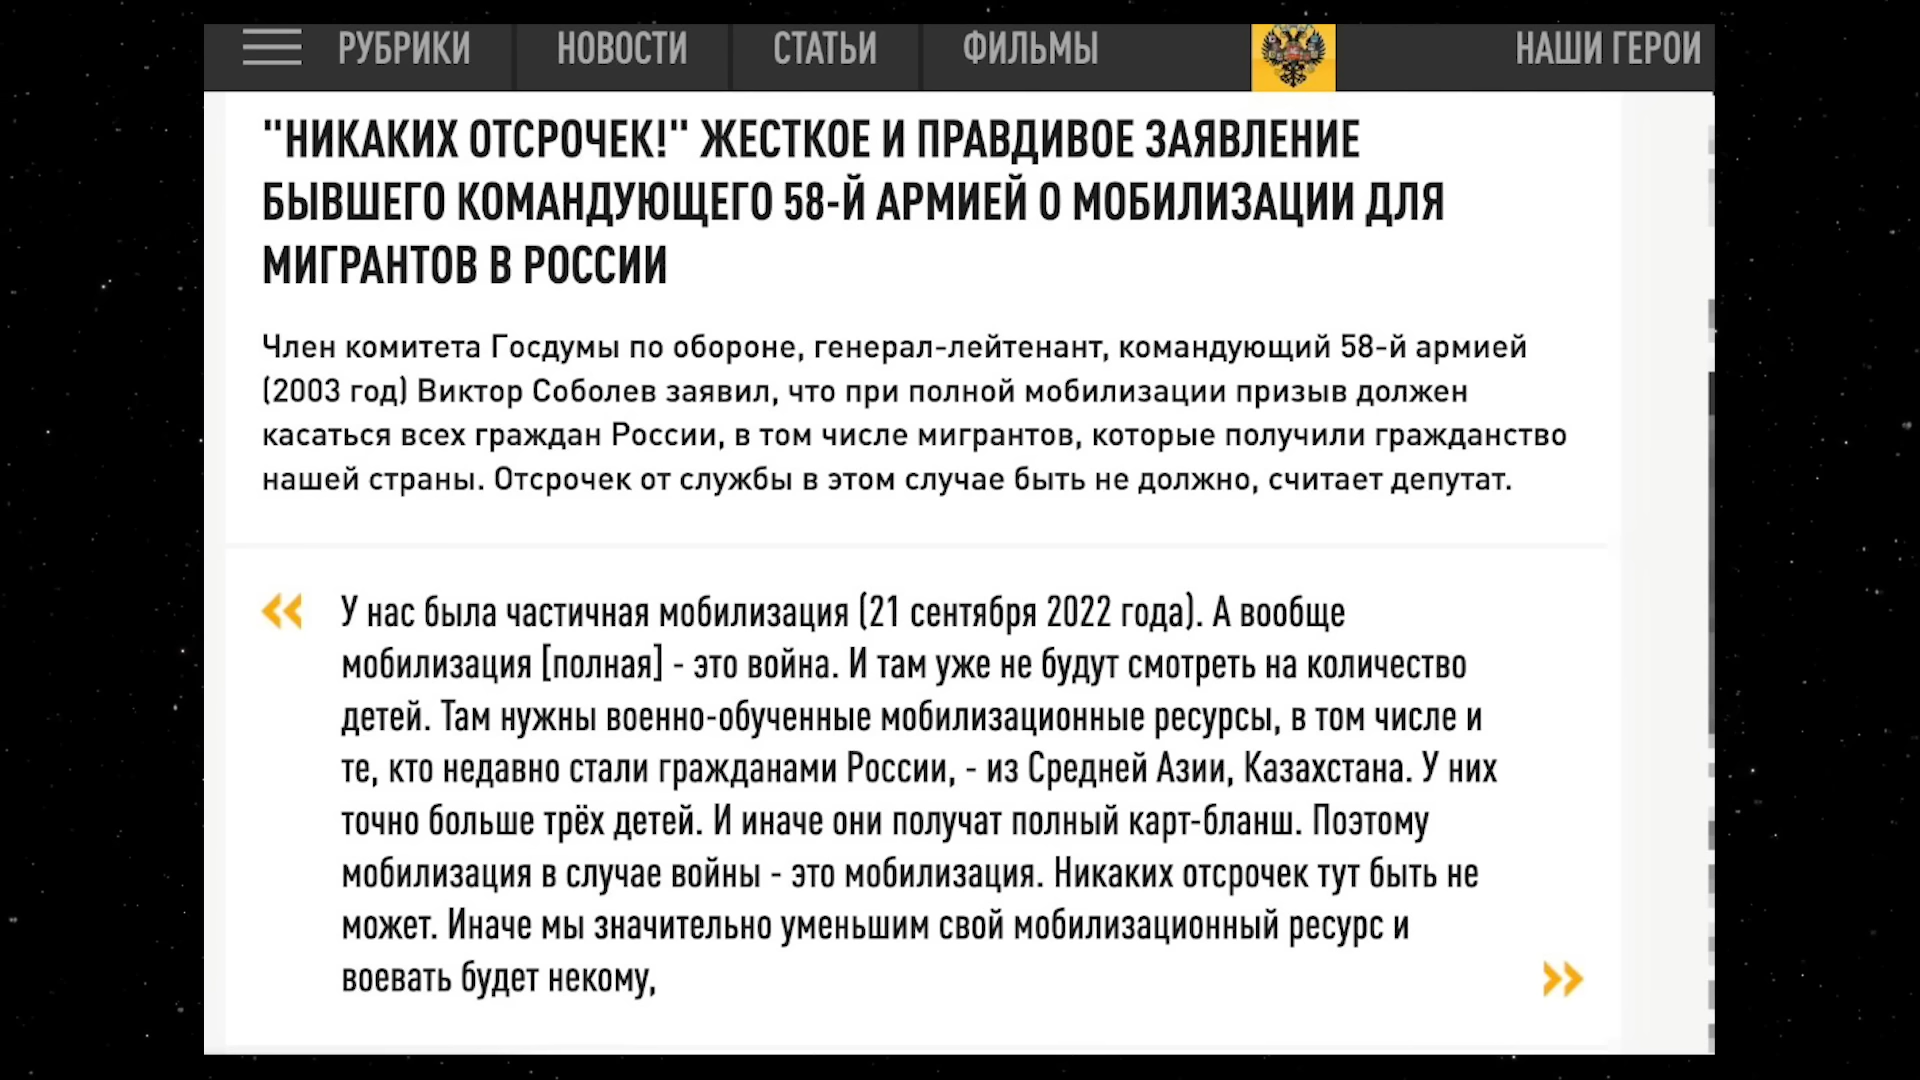 РУБРИКИ НОВОСТИ СТАТЬИ ФИЛЬМЫ НАШИ ГЕРОИ
"НИКАКИХ ОТСРОЧЕК!" ЖЕСТКОЕ И ПРАВДИВОЕ ЗАЯВЛЕНИЕ
БЫВШЕГО КОМАНДУЮЩЕГО 58-Й АРМИЕЙ О МОБИЛИЗАЦИИ ДЛЯ
МИГРАНТОВ В РОССИИ
Член комитета Госдумы по обороне, генерал-лейтенант, командующий 58-й армией
(2003 год) Виктор Соболев заявил, что при полной мобилизации призыв должен
касаться всех граждан России, в том числе мигрантов, которые получили гражданство
нашей страны. Отсрочек от службы в этом случае быть не должно, считает депутат.
« У нас была частичная мобилизация (21 сентября 2022 года). А вообще
мобилизация [полная] - это война. И там уже не будут смотреть на количество
детей. Там нужны военно-обученные мобилизационные ресурсы, в том числе и
те, кто недавно стали гражданами России, - из Средней Азии, Казахстана. У них
точно больше трёх детей. И иначе они получат полный карт-бланш. Поэтому
мобилизация в случае войны - это мобилизация. Никаких отсрочек тут быть не
может. Иначе мы значительно уменьшим свой мобилизационный ресурс и
воевать будет некому, »